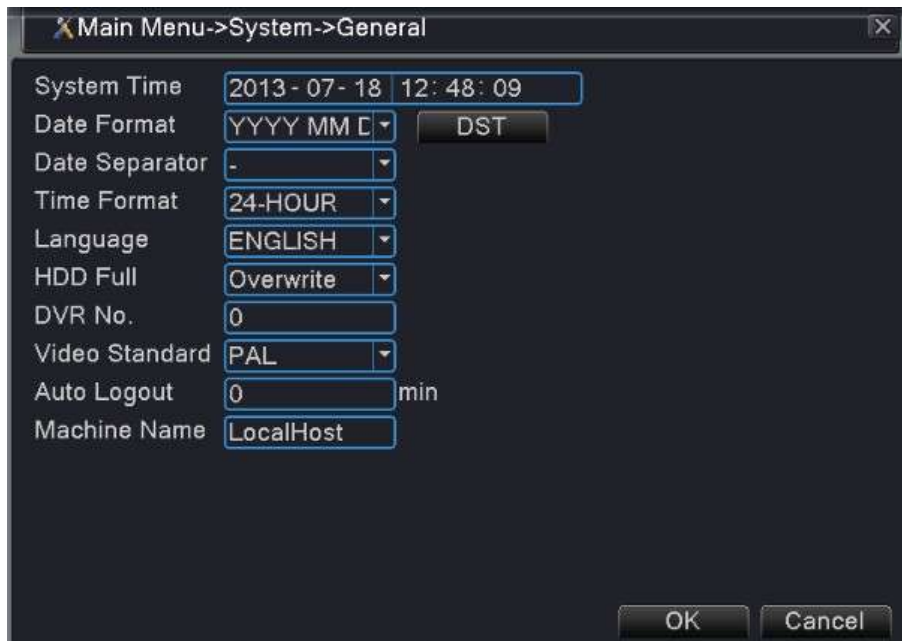 Main Menu->System->General
System Time 2013-07-18 12:48:09
Date Format YYYY MM D DST
Date Separator -
Time Format 24-HOUR
Language ENGLISH
HDD Full Overwrite
DVR No. 0
Video Standard PAL
Auto Logout 0 min
Machine Name LocalHost
OK Cancel